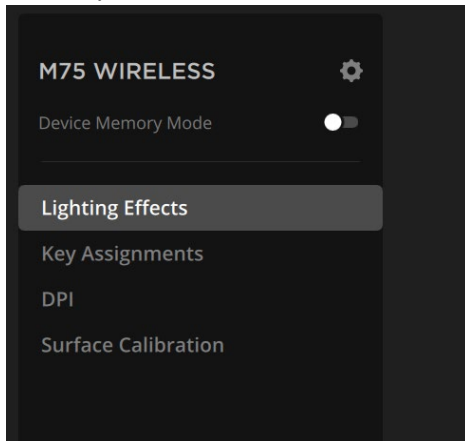 M75 WIRELESS
Device Memory Mode
Lighting Effects
Key Assignments
DPI
Surface Calibration